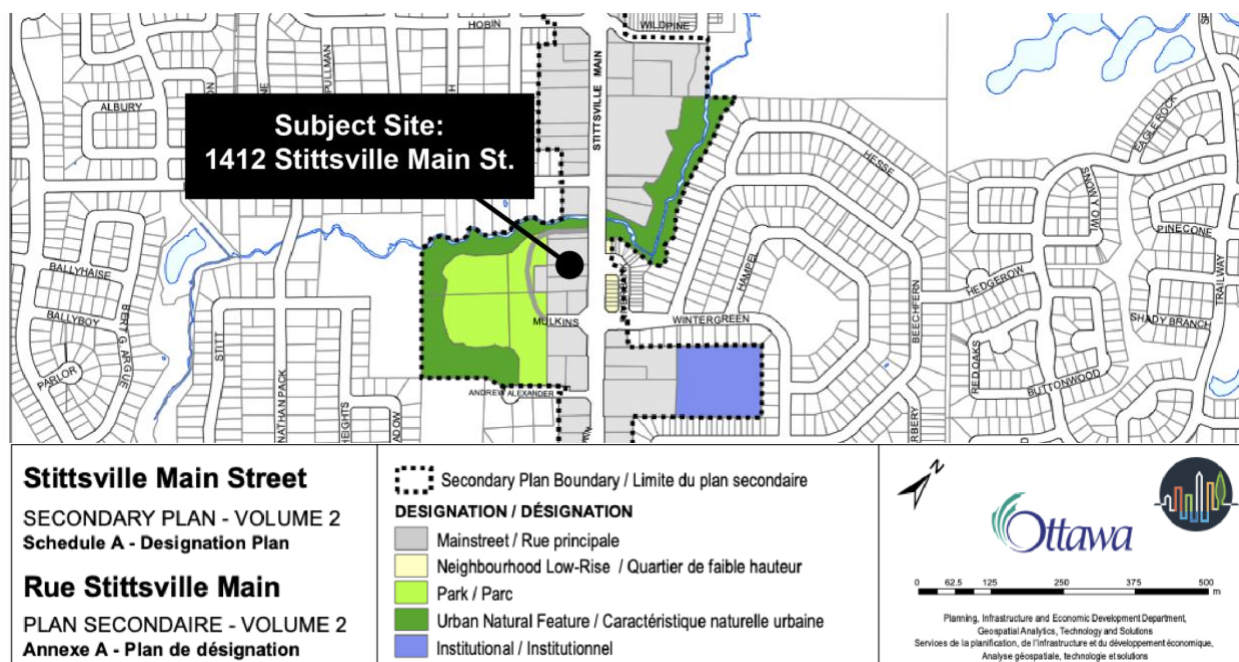 HOBIN
WILDPINE
PULLMAN
ALBURY
STITTSVILLE MAIN
Subject Site:
1412 Stittsville Main St.
EAGLE ROCK
HESSE
SNOWY OWL
PINECONE
BALLYHAISE
HAMPEL
HEDGEROW
TRAILWAY
BALLYBOY
BERT G. ARGUE
STITT
MULKINS
WINTERGREEN
BEECHFERN
SHADY BRANCH
PARLOR
NATHAN PACK
HEIGHTS
ADOW
ANDREW ALEXANDER
RED OAKS
BUTTONWOOD
RBERY
Stittsville Main Street
SECONDARY PLAN - VOLUME 2
Schedule A - Designation Plan
Rue Stittsville Main
PLAN SECONDAIRE - VOLUME 2
Annexe A - Plan de désignation
Secondary Plan Boundary / Limite du plan secondaire
DESIGNATION / DÉSIGNATION
Mainstreet / Rue principale
Neighbourhood Low-Rise / Quartier de faible hauteur
Park / Parc
Urban Natural Feature / Caractéristique naturelle urbaine
Institutional / Institutionnel
N
Ottawa
0 62.5 125 250 375 500
m
Planning, Infrastructure and Economic Development Department,
Geospatial Analytics, Technology and Solutions
Services de la planification, de l'infrastructure et du développement économique,
Analyse géospatiale, technologie et solutions